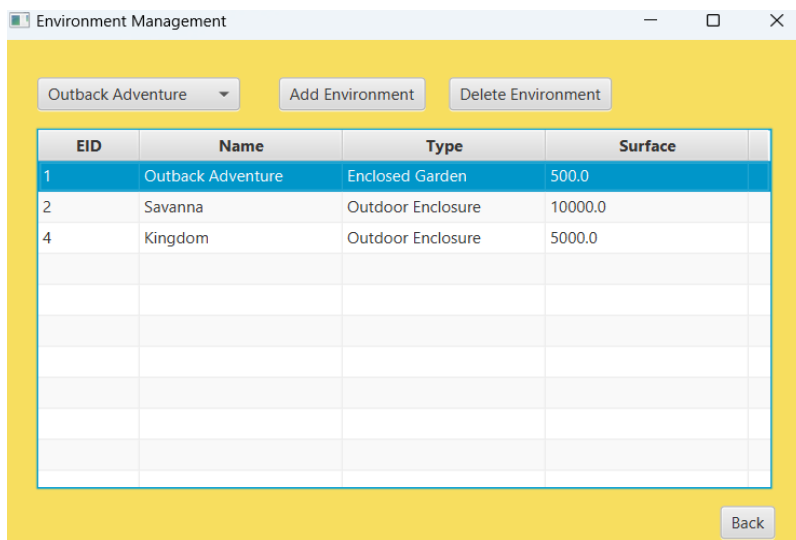 Environment Management
Outback Adventure Add Environment Delete Environment
EID Name Type Surface
1 Outback Adventure Enclosed Garden 500.0
2 Savanna Outdoor Enclosure 10000.0
4 Kingdom Outdoor Enclosure 5000.0
Back